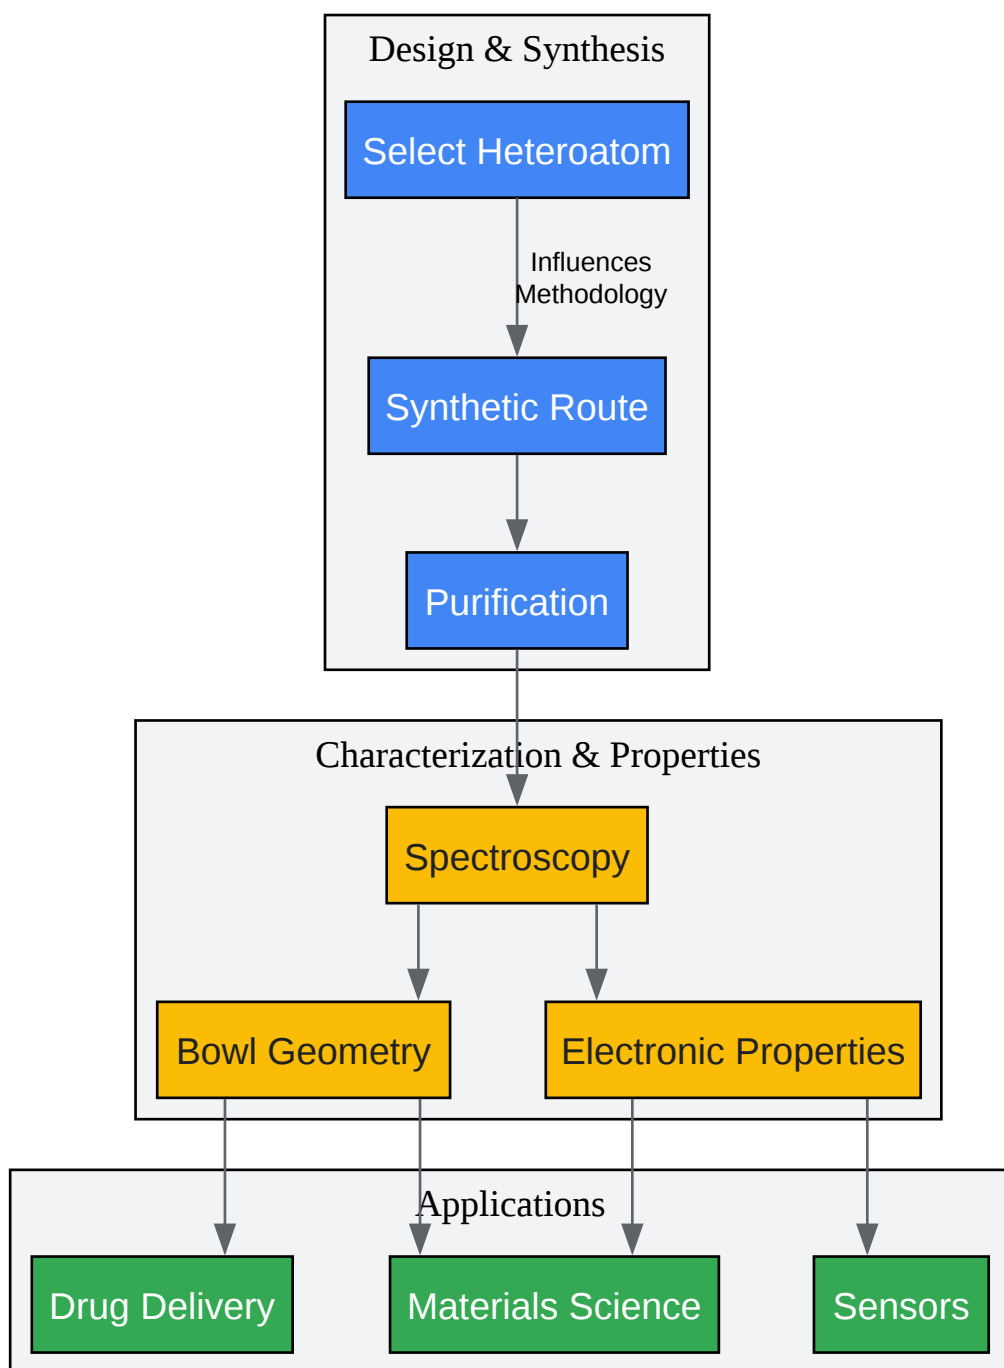 Design & Synthesis
Select Heteroatom
Influences
Methodology
Synthetic Route
Purification
Characterization & Properties
Spectroscopy
Bowl Geometry
Electronic Properties
Applications
Drug Delivery
Materials Science
Sensors